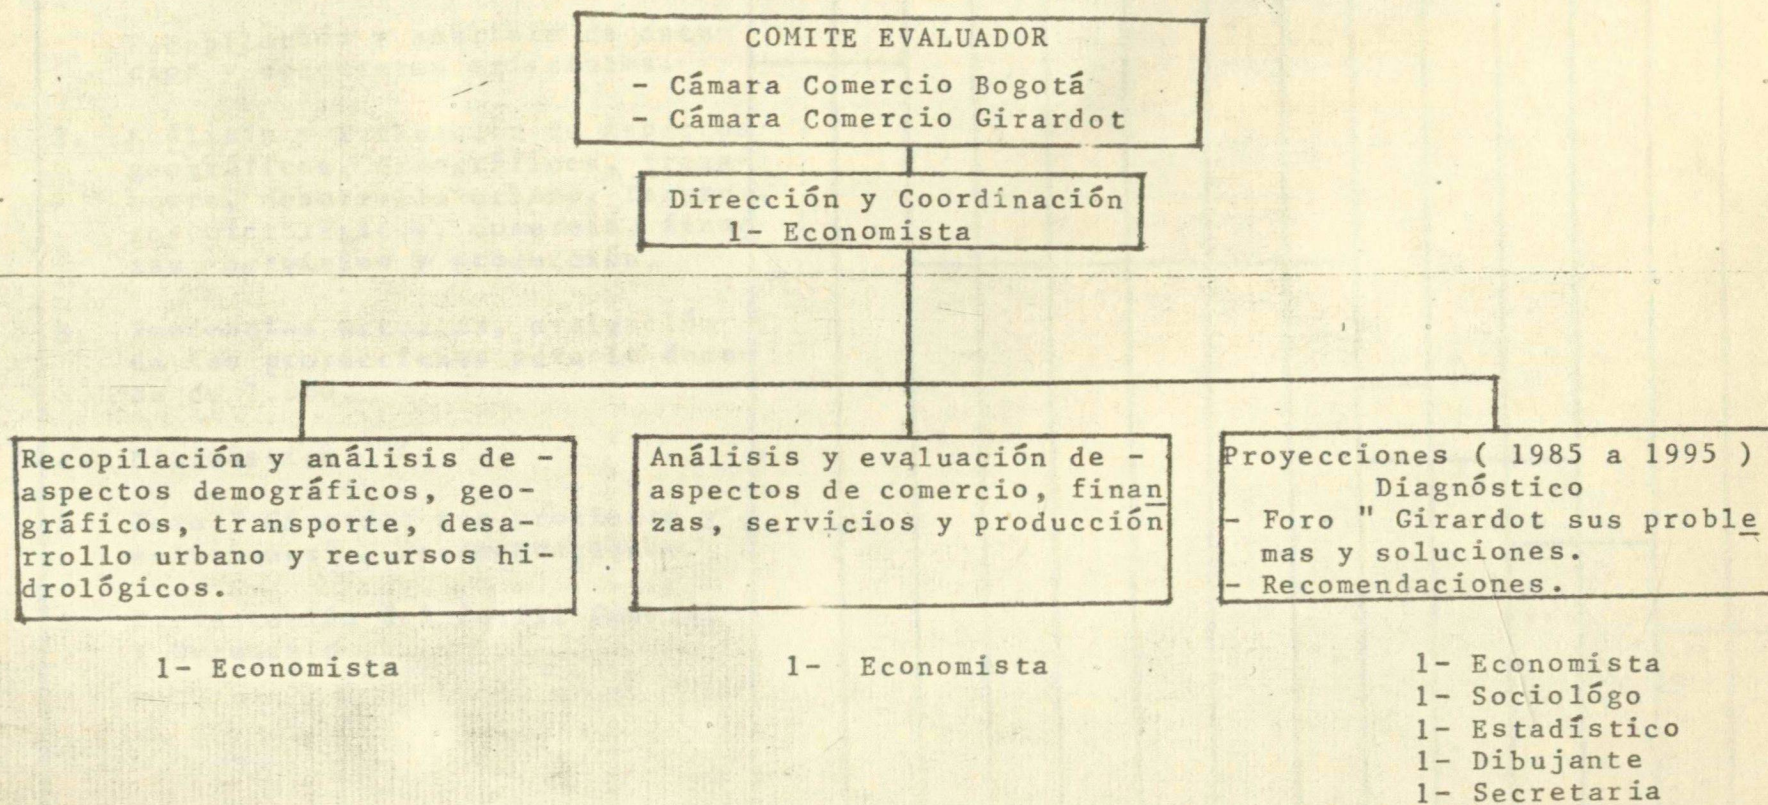 COMITE EVALUADOR
- Cámara Comercio Bogotá
- Cámara Comercio Girardot
Dirección y Coordinación
1- Economista
Recopilación y análisis de -
aspectos demográficos, geo-
gráficos, transporte, desa-
rrollo urbano y recursos hi-
drológicos.
1- Economista
Análisis y evaluación de -
aspectos de comercio, finan
zas, servicios y producción
1- Economista
Proyecciones ( 1985 a 1995 )
Diagnóstico
- Foro " Girardot sus proble
mas y soluciones.
- Recomendaciones.
1- Economista
1- Sociológo
1- Estadístico
1- Dibujante
1- Secretaria